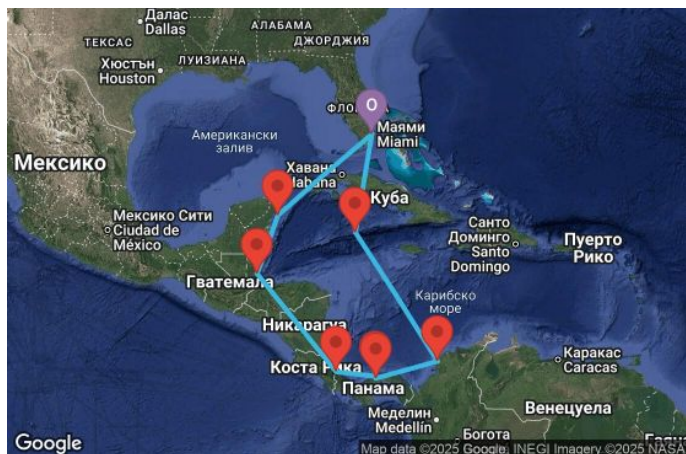 Далас
Dallas
АЛАБАМА
ТЕКСАС
ДЖОРДЖИЯ
Хюстън
Houston
ЛУИЗИАНА
O
Маями
Miami
Американски
залив
Хавана
Мексико
Куба
Мексико Сити
Ciudad de
México
Санто
Доминго
Santo
Domingo
Пуерто
Рико
Гватемала
Карибско
море
Никарагуа
Коста Рика
Панама
Каракас
Caracas
Меделин
Medellín
Венецуела
Богота
Google
Map data ©2025 Google, INEGI Imagery ©2025 NASA